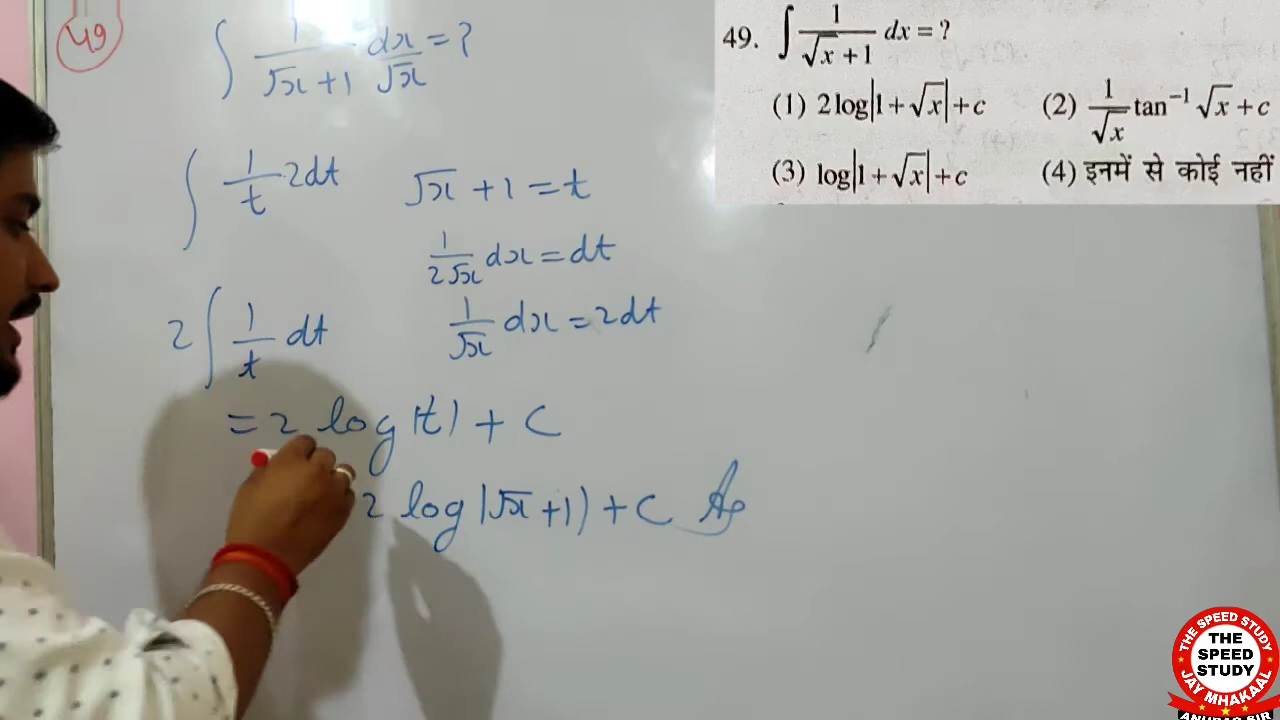 49
∫ 1/(√x + 1) dx/√x = ?
∫ 1/t 2dt
√x + 1 = t
1/(2√x) dx = dt
1/√x dx = 2dt
2 ∫ 1/t dt
= 2 log |t| + C
2 log |√x + 1| + C
49. ∫ 1/(√x + 1) dx = ?
(1) 2 log|1 + √x| + c
(2) 1/√x tan⁻¹ √x + c
(3) log|1 + √x| + c
(4) इनमें से कोई नहीं
THE SPEED STUDY
THE
SPEED
STUDY
JAY MHAKAAL